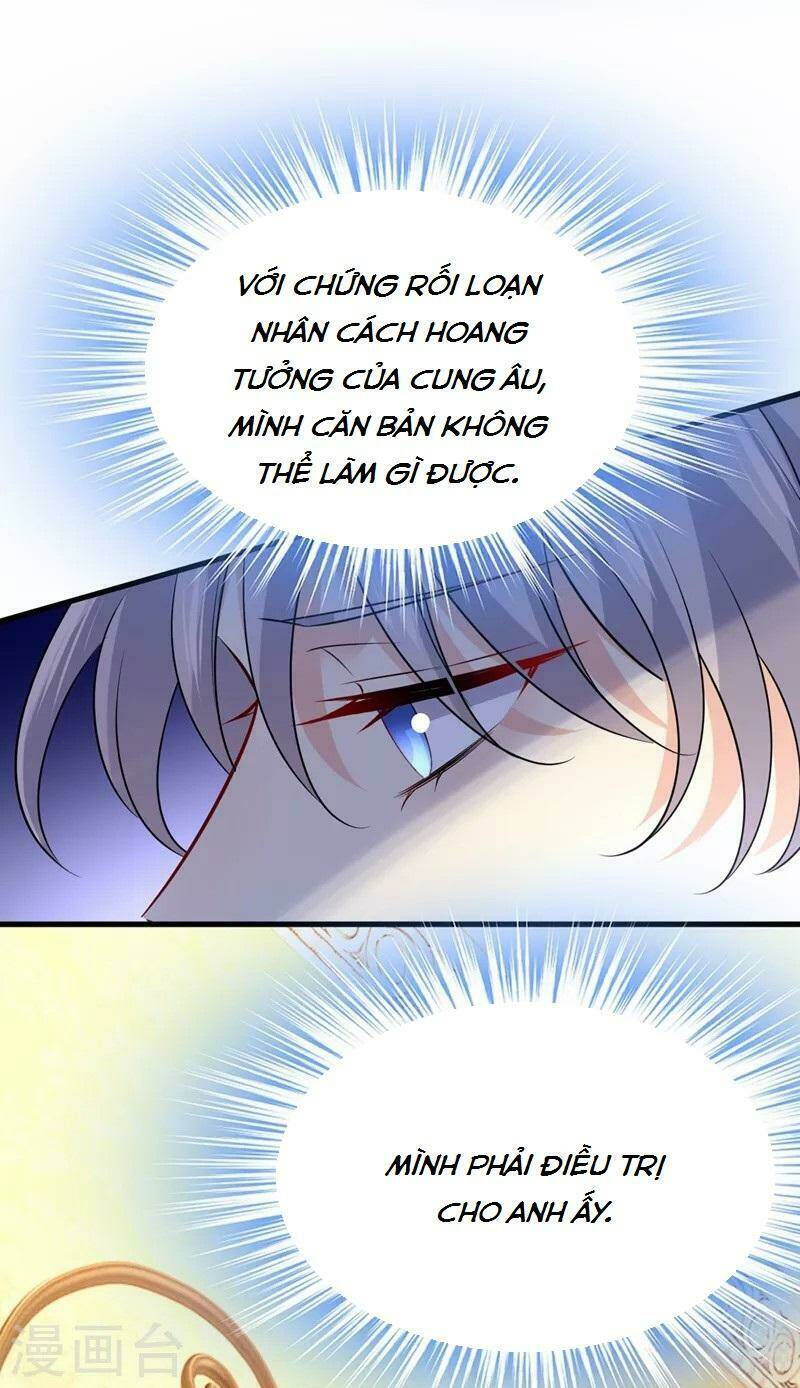 VỚI CHỨNG RỐI LOẠN
NHÂN CÁCH HOANG
TƯỞNG CỦA CUNG ÂU,
MÌNH CĂN BẢN KHÔNG
THỂ LÀM GÌ ĐƯỢC.
MÌNH PHẢI ĐIỀU TRỊ
CHO ANH ẤY.
漫画台